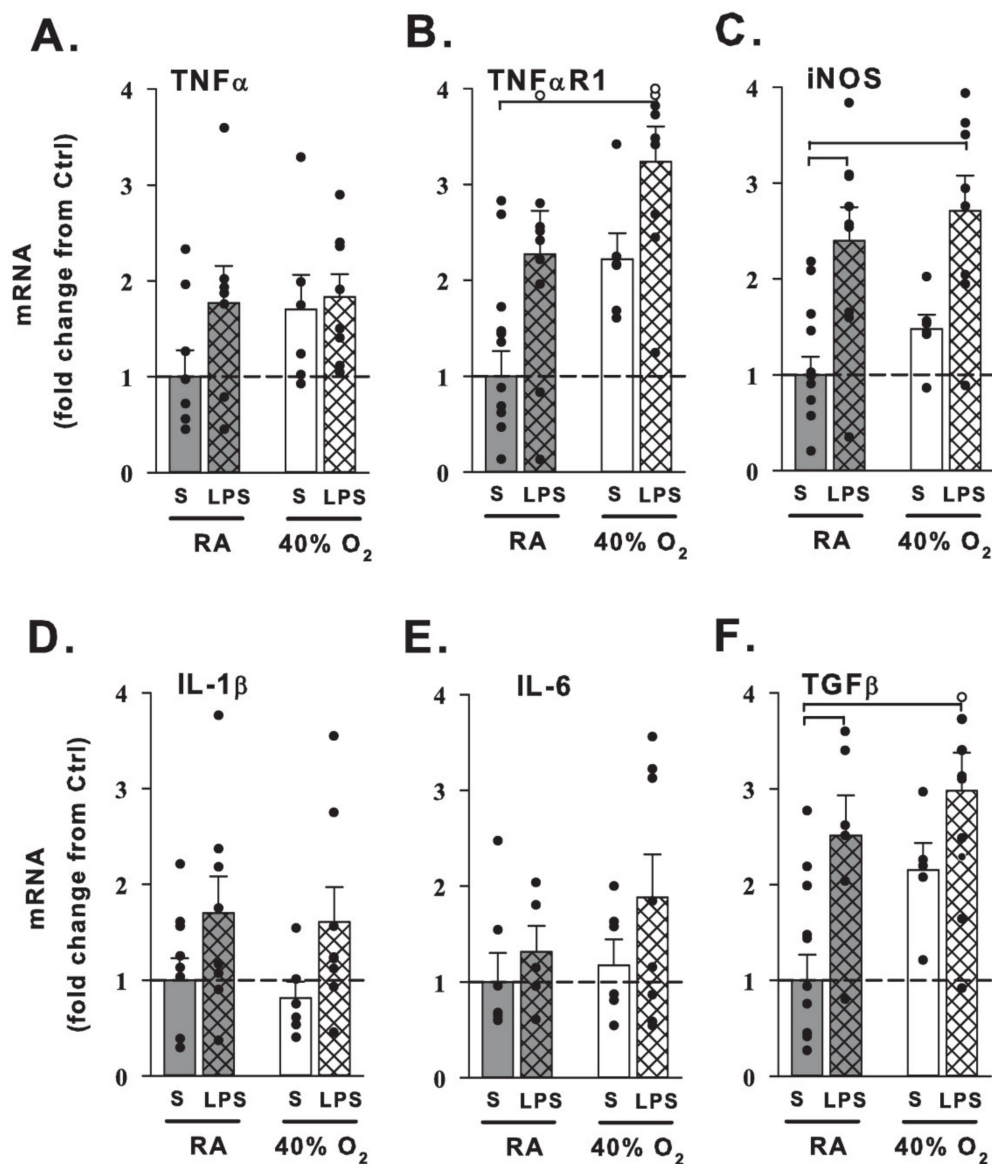 A.
TNFα
mRNA
(fold change from Ctrl)
4
3
2
1
0
S LPS S LPS
RA 40% O2
B.
TNFαR1
4
3
2
1
0
S LPS S LPS
RA 40% O2
C.
iNOS
4
3
2
1
0
S LPS S LPS
RA 40% O2
D.
IL-1β
mRNA
(fold change from Ctrl)
4
3
2
1
0
S LPS S LPS
RA 40% O2
E.
IL-6
4
3
2
1
0
S LPS S LPS
RA 40% O2
F.
TGFβ
4
3
2
1
0
S LPS S LPS
RA 40% O2